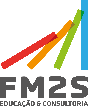 FM2S
EDUCAÇÃO & CONSULTORIA